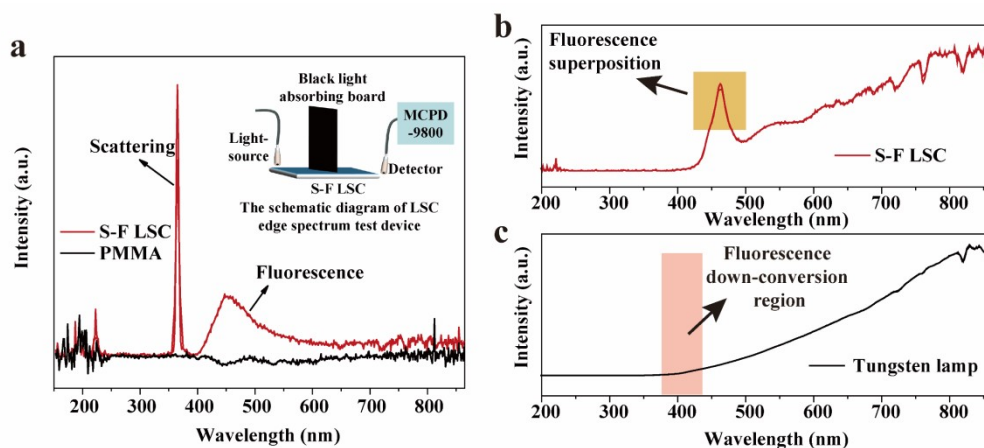 a
Scattering
Black light
absorbing board
MCPD
-9800
Light-
source
Detector
S-F LSC
The schematic diagram of LSC
edge spectrum test device
S-F LSC
PMMA
Fluorescence
Intensity (a.u.)
200 300 400 500 600 700 800
Wavelength (nm)
b
Fluorescence
superposition
S-F LSC
Intensity (a.u.)
200 300 400 500 600 700 800
Wavelength (nm)
c
Fluorescence
down-conversion
region
Tungsten lamp
Intensity (a.u.)
200 300 400 500 600 700 800
Wavelength (nm)